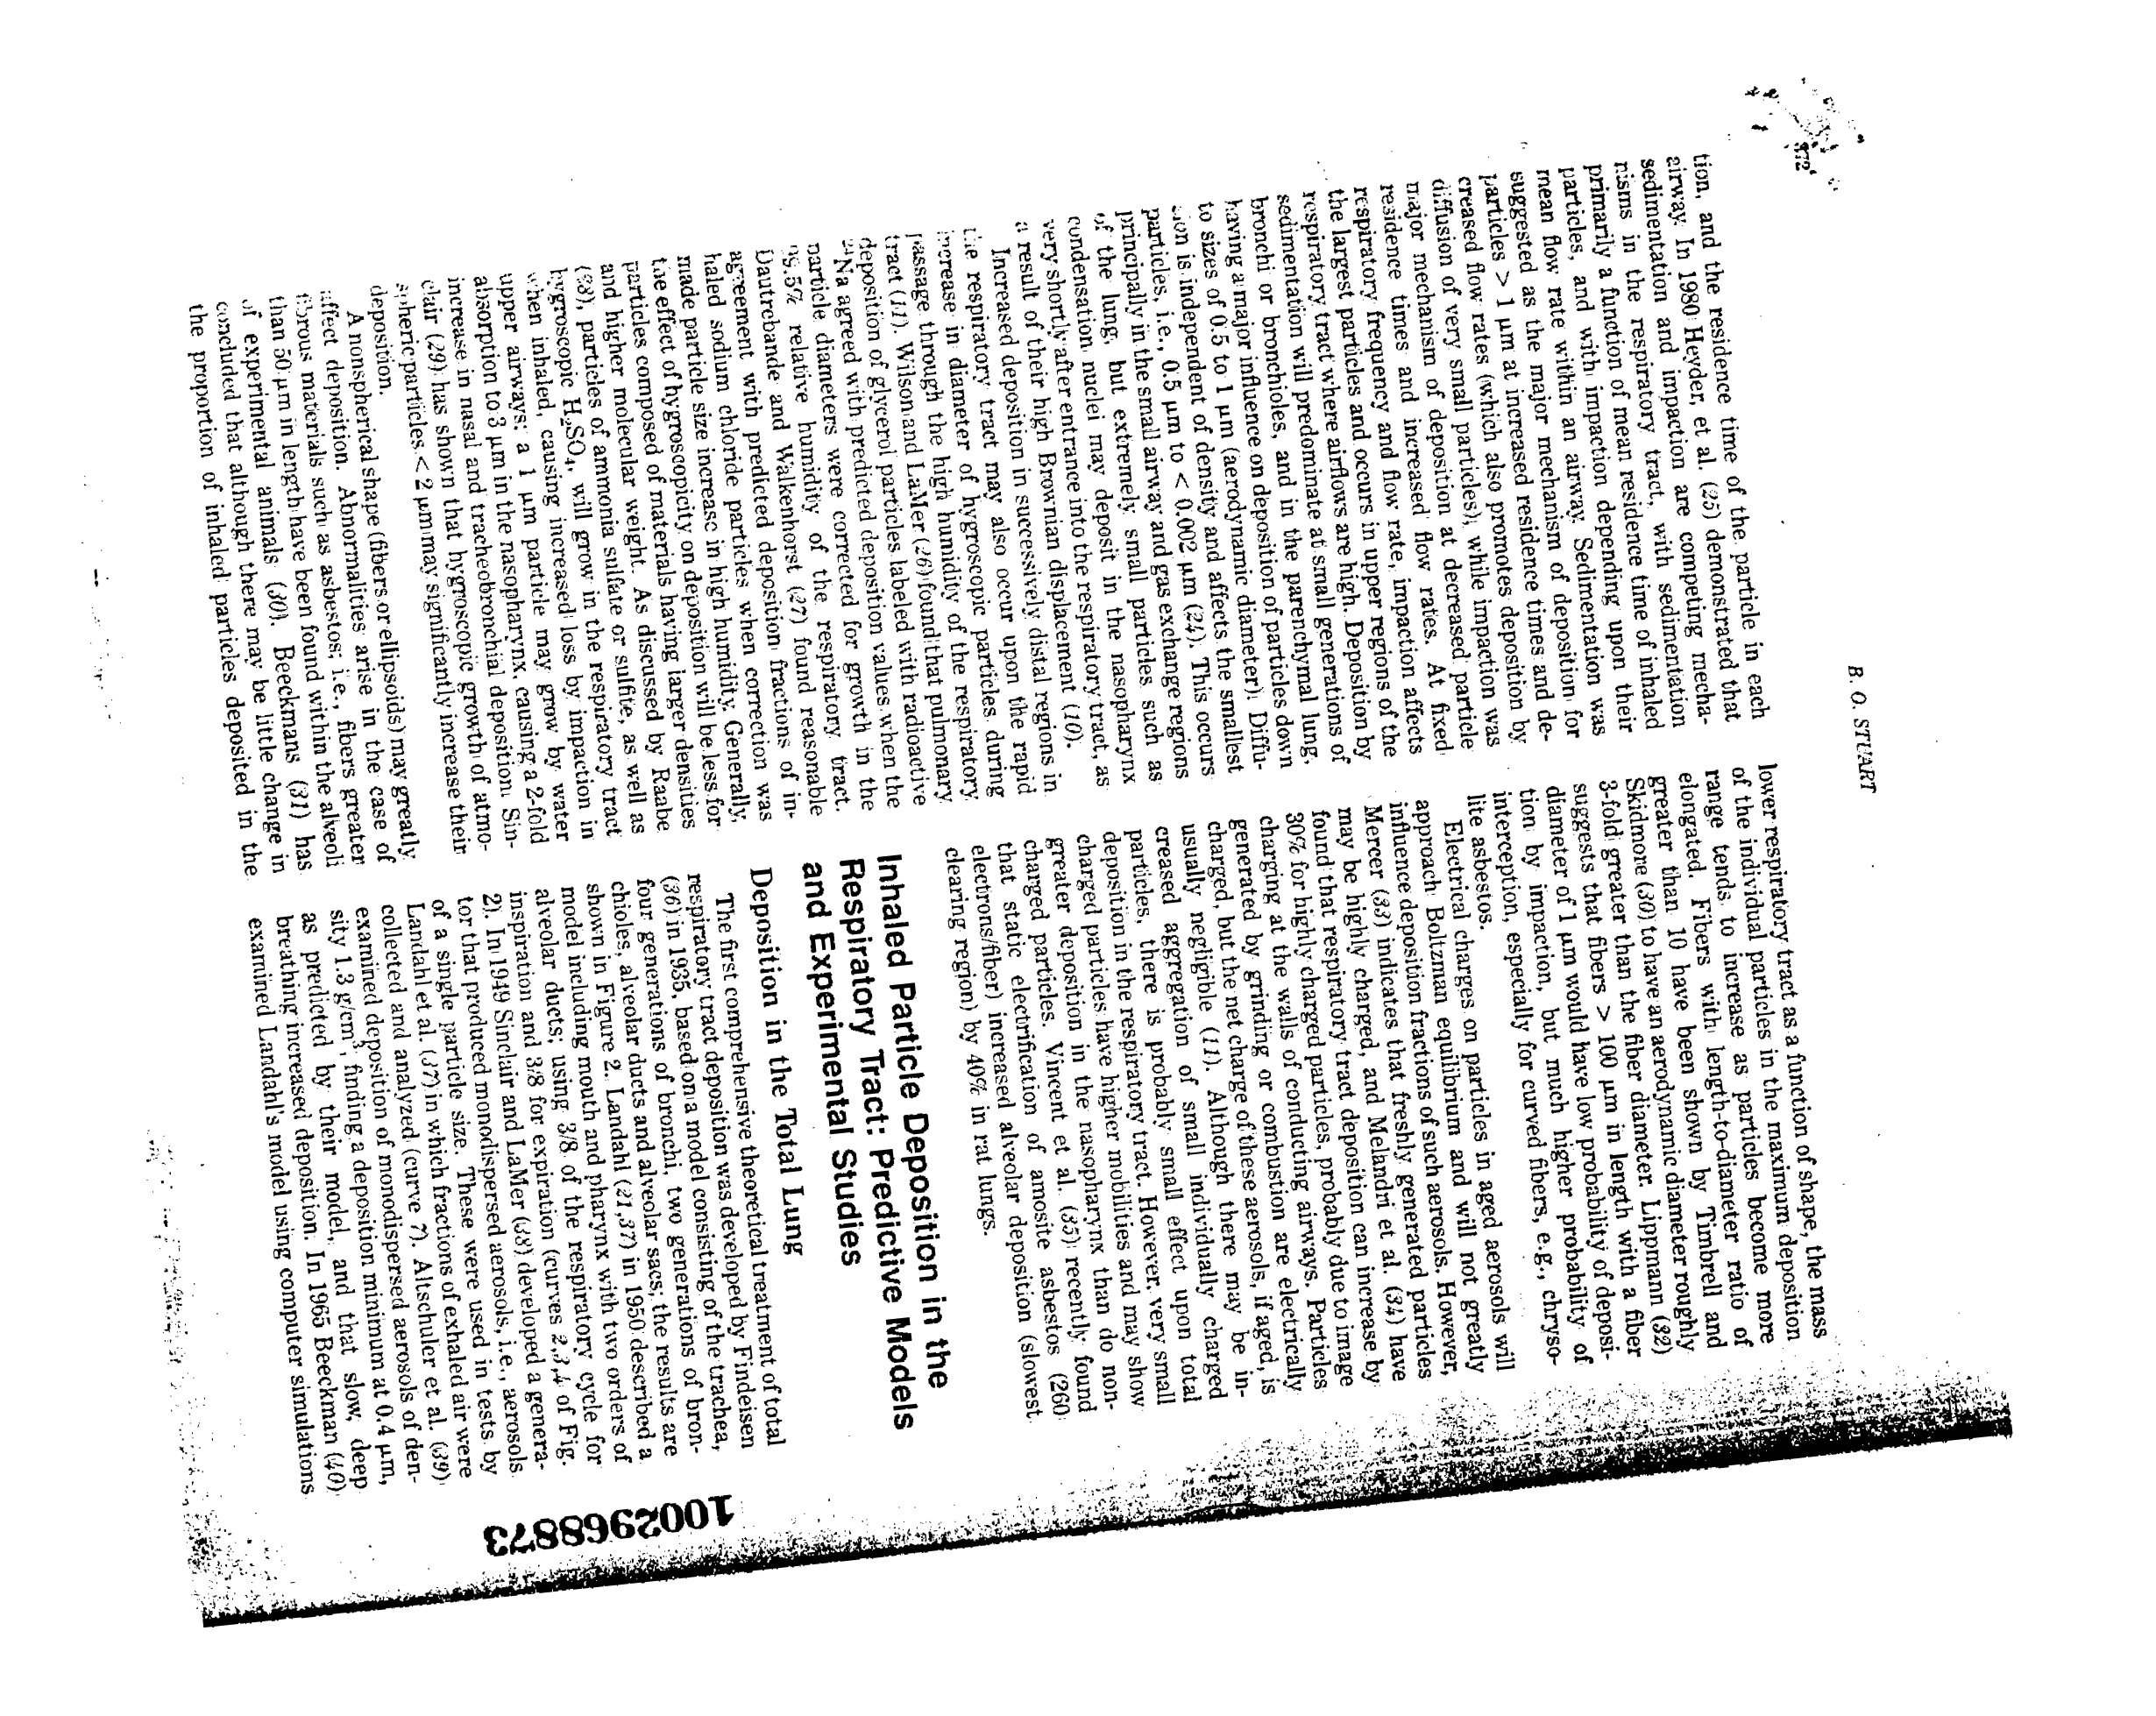 372
B. O. STUART
tion, and the residence time of the particle in each
airway. In 1980 Heyder, et al. (25) demonstrated that
sedimentation and impaction are competing mecha-
nisms in the respiratory tract, with sedimentation
primarily a function of mean residence time of inhaled
particles, and with impaction depending upon their
mean flow rate within an airway. Sedimentation was
suggested as the major mechanism of deposition for
particles > 1 μm at increased residence times and de-
creased flow rates (which also promotes deposition by
diffusion of very small particles), while impaction was
major mechanism of deposition at decreased particle
residence times and increased flow rates. At fixed
respiratory frequency and flow rate, impaction affects
the largest particles and occurs in upper regions of the
respiratory tract where airflows are high. Deposition by
sedimentation will predominate at small generations of
bronchi or bronchioles, and in the parenchymal lung,
having a major influence on deposition of particles down
to sizes of 0.5 to 1 μm (aerodynamic diameter). Diffu-
sion is independent of density and affects the smallest
particles, i.e., 0.5 μm to < 0.002 μm (24). This occurs
principally in the small airway and gas exchange regions
of the lung, but extremely small particles such as
condensation nuclei may deposit in the nasopharynx
very shortly after entrance into the respiratory tract, as
a result of their high Brownian displacement (10).
Increased deposition in successively distal regions in
the respiratory tract may also occur upon the rapid
increase in diameter of hygroscopic particles during
passage through the high humidity of the respiratory
tract (11). Wilson and LaMer (26) found that pulmonary
deposition of glycerol particles labeled with radioactive
²⁴Na agreed with predicted deposition values when the
particle diameters were corrected for growth in the
99.5% relative humidity of the respiratory tract.
Dautrebande and Walkenhorst (27) found reasonable
agreement with predicted deposition fractions of in-
haled sodium chloride particles when correction was
made particle size increase in high humidity. Generally,
the effect of hygroscopicity on deposition will be less for
particles composed of materials having larger densities
and higher molecular weight. As discussed by Raabe
(28), particles of ammonia sulfate or sulfite, as well as
hygroscopic H₂SO₄, will grow in the respiratory tract
when inhaled, causing increased loss by impaction in
upper airways: a 1 μm particle may grow by water
absorption to 3 μm in the nasopharynx, causing a 2-fold
increase in nasal and tracheobronchial deposition. Sin-
clair (29) has shown that hygroscopic growth of atmo-
spheric particles < 2 μm may significantly increase their
deposition.
A nonspherical shape (fibers or ellipsoids) may greatly
affect deposition. Abnormalities arise in the case of
fibrous materials such as asbestos; i.e., fibers greater
than 50 μm in length have been found within the alveoli
of experimental animals (30). Beeckmans (31) has
concluded that although there may be little change in
the proportion of inhaled particles deposited in the
lower respiratory tract as a function of shape, the mass
of the individual particles in the maximum deposition
range tends to increase as particles become more
elongated. Fibers with length-to-diameter ratio of
greater than 10 have been shown by Timbrell and
Skidmore (30) to have an aerodynamic diameter roughly
3-fold greater than the fiber diameter. Lippmann (32)
suggests that fibers > 100 μm in length with a fiber
diameter of 1 μm would have low probability of deposi-
tion by impaction, but much higher probability of
interception, especially for curved fibers, e.g., chryso-
lite asbestos.
Electrical charges on particles in aged aerosols will
approach Boltzman equilibrium and will not greatly
influence deposition fractions of such aerosols. However,
Mercer (33) indicates that freshly generated particles
may be highly charged, and Melandri et al. (34) have
found that respiratory tract deposition can increase by
30% for highly charged particles, probably due to image
charging at the walls of conducting airways. Particles
generated by grinding or combustion are electrically
charged, but the net charge of these aerosols, if aged, is
usually negligible (11). Although there may be in-
creased aggregation of small individually charged
particles, there is probably small effect upon total
deposition in the respiratory tract. However, very small
charged particles have higher mobilities and may show
greater deposition in the nasopharynx than do non-
charged particles. Vincent et al. (35) recently found
that static electrification of amosite asbestos (260
electrons/fiber) increased alveolar deposition (slowest
clearing region) by 40% in rat lungs.
Inhaled Particle Deposition in the
Respiratory Tract: Predictive Models
and Experimental Studies
Deposition in the Total Lung
The first comprehensive theoretical treatment of total
respiratory tract deposition was developed by Findeisen
(36) in 1935, based on a model consisting of the trachea,
four generations of bronchi, two generations of bron-
chioles, alveolar ducts and alveolar sacs; the results are
shown in Figure 2. Landahl (21,37) in 1950 described a
model including mouth and pharynx with two orders of
alveolar ducts; using 3/8 of the respiratory cycle for
inspiration and 3/8 for expiration (curves 2,3,4 of Fig.
2). In 1949 Sinclair and LaMer (38) developed a genera-
tor that produced monodispersed aerosols, i.e., aerosols
of a single particle size. These were used in tests by
Landahl et al. (37) in which fractions of exhaled air were
collected and analyzed (curve 7). Altschuler et al. (39)
examined deposition of monodispersed aerosols of den-
sity 1.3 g/cm³, finding a deposition minimum at 0.4 μm,
as predicted by their model, and that slow, deep
breathing increased deposition. In 1965 Beeckman (40)
examined Landahl's model using computer simulations
1002968873